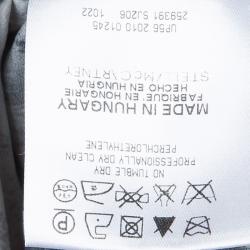 P
NO TUMBLE DRY
PROFESSIONALLY DRY CLEAN
PERCHLORETHYLENE
MADE IN HUNGARY
FABRIQUE' EN HUNGARIE
HECHO EN HUNGRIA
STELLA McCARTNEY
UP56 2010 01245
259391 SJ206 1022